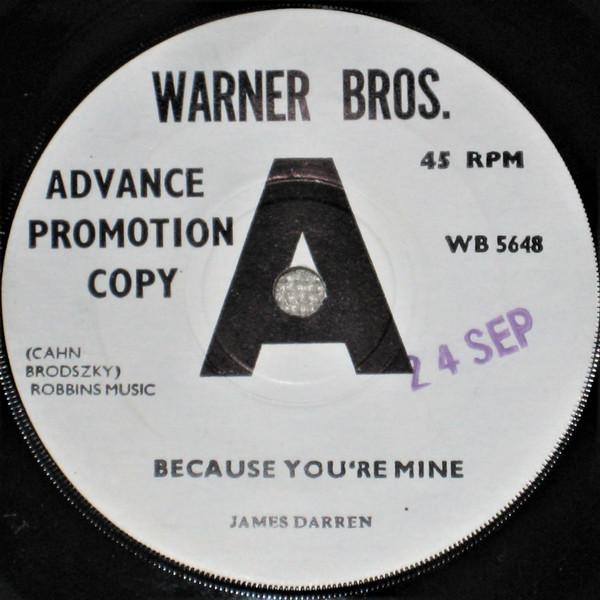 WARNER BROS.
45 RPM
ADVANCE
PROMOTION
COPY
A
WB 5648
24 SEP
(CAHN
BRODSZKY)
ROBBINS MUSIC
BECAUSE YOU'RE MINE
JAMES DARREN